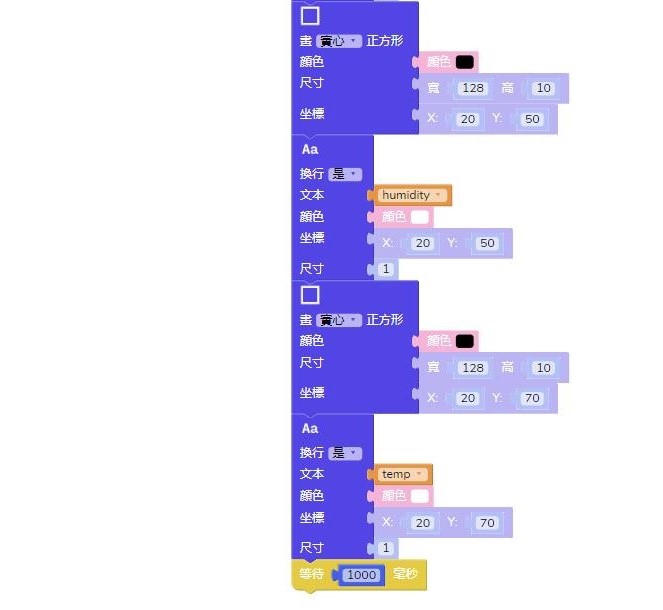 畫 實心 正方形
顏色 顏色
尺寸 寬 128 高 10
坐標 X: 20 Y: 50
Aa
換行 是
文本 humidity
顏色 顏色
坐標 X: 20 Y: 50
尺寸 1
畫 實心 正方形
顏色 顏色
尺寸 寬 128 高 10
坐標 X: 20 Y: 70
Aa
換行 是
文本 temp
顏色 顏色
坐標 X: 20 Y: 70
尺寸 1
等待 1000 毫秒